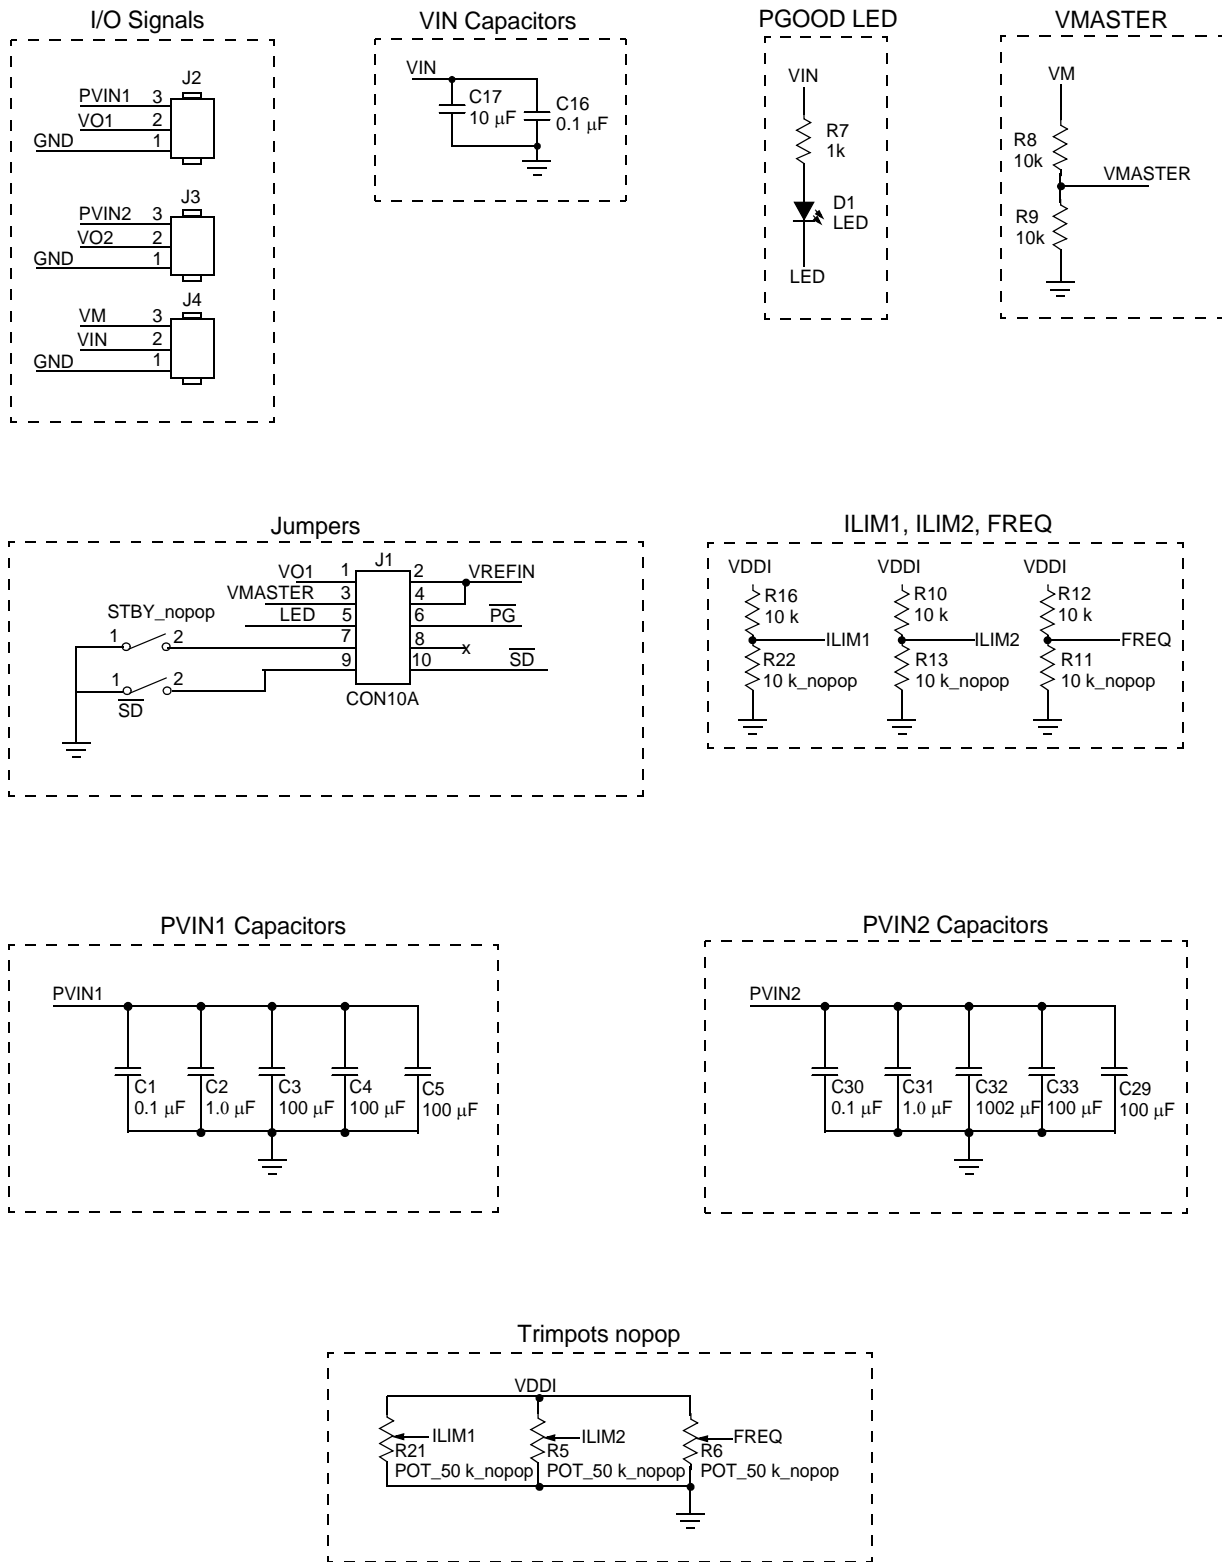 I/O Signals
J2
PVIN1 3
VO1 2
GND 1
J3
PVIN2 3
VO2 2
GND 1
J4
VM 3
VIN 2
GND 1
VIN Capacitors
VIN
C17
10 μF
C16
0.1 μF
PGOOD LED
VIN
R7
1k
D1
LED
LED
VMASTER
VM
R8
10k
VMASTER
R9
10k
Jumpers
J1
VO1 1 2 VREFIN
VMASTER 3 4
LED 5 6 PG
STBY_nopop
1 2 7 8 x
9 10 SD
1 2
SD
CON10A
ILIM1, ILIM2, FREQ
VDDI VDDI VDDI
R16 R10 R12
10 k 10 k 10 k
ILIM1 ILIM2 FREQ
R22 R13 R11
10 k_nopop 10 k_nopop 10 k_nopop
PVIN1 Capacitors
PVIN1
C1 C2 C3 C4 C5
0.1 μF 1.0 μF 100 μF 100 μF 100 μF
PVIN2 Capacitors
PVIN2
C30 C31 C32 C33 C29
0.1 μF 1.0 μF 1002 μF 100 μF 100 μF
Trimpots nopop
VDDI
ILIM1 ILIM2 FREQ
R21 R5 R6
POT_50 k_nopop POT_50 k_nopop POT_50 k_nopop